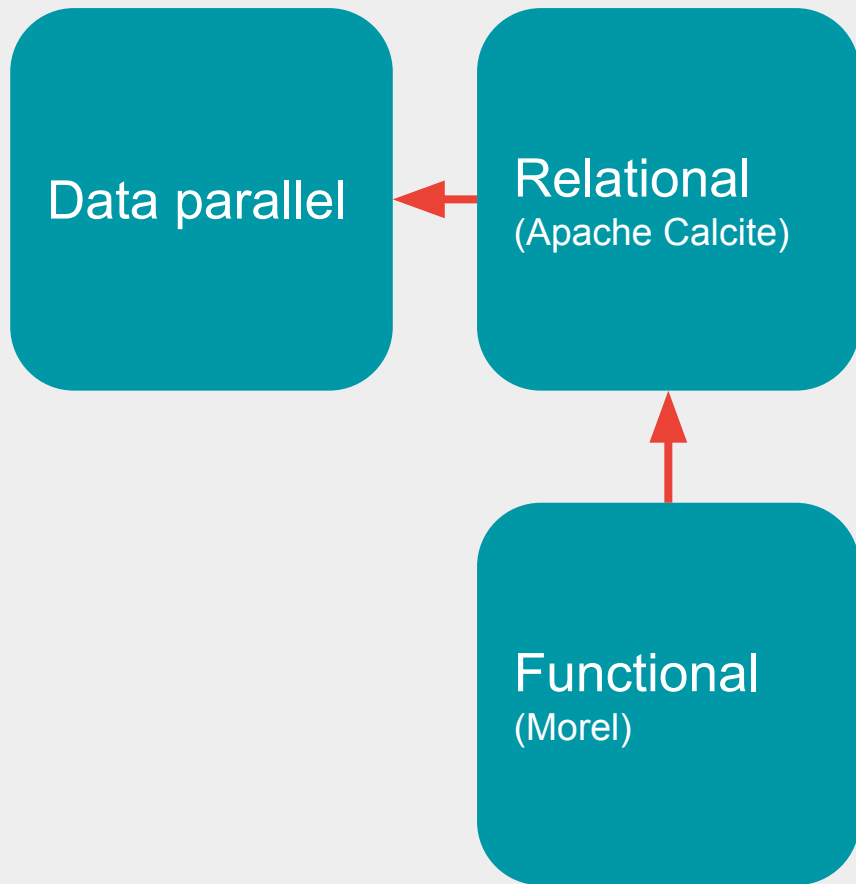 Data parallel
Relational
(Apache Calcite)
Functional
(Morel)